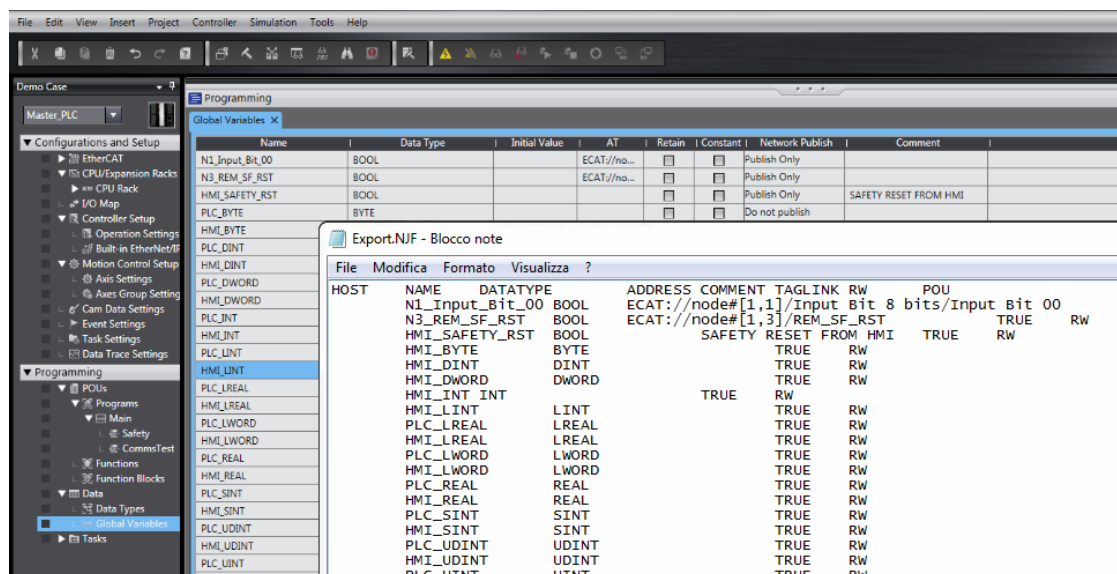 File Edit View Insert Project Controller Simulation Tools Help
Demo Case
Master_PLC
Configurations and Setup
EtherCAT
CPU/Expansion Racks
CPU Rack
I/O Map
Controller Setup
Operation Settings
Built-in EtherNet/IF
Motion Control Setup
Axis Settings
Axes Group Setting
Cam Data Settings
Event Settings
Task Settings
Data Trace Settings
Programming
POUs
Programs
Main
Safety
CommsTest
Functions
Function Blocks
Data
Data Types
Global Variables
Tasks
Programming
Global Variables X
Name Data Type Initial Value AT Retain Constant Network Publish Comment
N1_Input_Bit_00 BOOL ECAT://no... Publish Only
N3_REM_SF_RST BOOL ECAT://no... Publish Only
HMI_SAFETY_RST BOOL Publish Only SAFETY RESET FROM HMI
PLC_BYTE BYTE Do not publish
HMI_BYTE
PLC_DINT
HMI_DINT
PLC_DWORD
HMI_DWORD
PLC_INT
HMI_INT
PLC_LINT
HMI_LINT
PLC_LREAL
HMI_LREAL
PLC_LWORD
HMI_LWORD
PLC_REAL
HMI_REAL
PLC_SINT
HMI_SINT
PLC_UDINT
HMI_UDINT
PLC_UINT
Export.NJF - Blocco note
File Modifica Formato Visualizza ?
HOST NAME DATATYPE ADDRESS COMMENT TAGLINK RW POU
N1_Input_Bit_00 BOOL ECAT://node#[1,1]/Input Bit 8 bits/Input Bit 00
N3_REM_SF_RST BOOL ECAT://node#[1,3]/REM_SF_RST TRUE RW
HMI_SAFETY_RST BOOL SAFETY RESET FROM HMI TRUE RW
HMI_BYTE BYTE TRUE RW
HMI_DINT DINT TRUE RW
HMI_DWORD DWORD TRUE RW
HMI_INT INT TRUE RW
HMI_LINT LINT TRUE RW
PLC_LREAL LREAL TRUE RW
HMI_LREAL LREAL TRUE RW
PLC_LWORD LWORD TRUE RW
HMI_LWORD LWORD TRUE RW
PLC_REAL REAL TRUE RW
HMI_REAL REAL TRUE RW
PLC_SINT SINT TRUE RW
HMI_SINT SINT TRUE RW
PLC_UDINT UDINT TRUE RW
HMI_UDINT UDINT TRUE RW